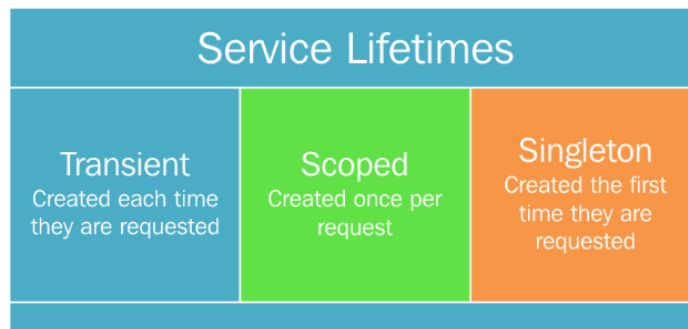 Service Lifetimes
Transient
Created each time
they are requested
Scoped
Created once per
request
Singleton
Created the first
time they are
requested